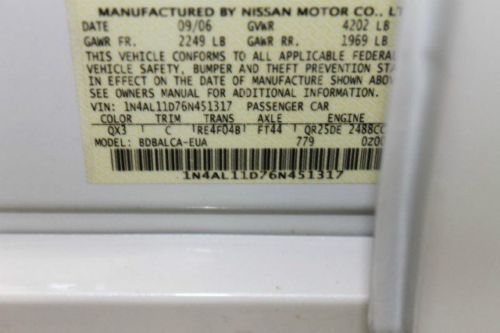 MANUFACTURED BY NISSAN MOTOR CO., LT
DATE 09/06 GVWR 4202 LB
GAWR FR. 2249 LB GAWR RR. 1969 LB
THIS VEHICLE CONFORMS TO ALL APPLICABLE FEDERAL
VEHICLE SAFETY, BUMPER AND THEFT PREVENTION STA
IN EFFECT ON THE DATE OF MANUFACTURE SHOWN ABOV
SEE OWNERS MANUAL FOR ADDITIONAL INFORMATION.
VIN: 1N4AL11D76N451317 PASSENGER CAR
COLOR TRIM TRANS AXLE ENGINE
QX3 C RE4F04B FT44 QR25DE 2488CC
MODEL: BDBALCA-EUA 779 0Z00
1N4AL11D76N451317